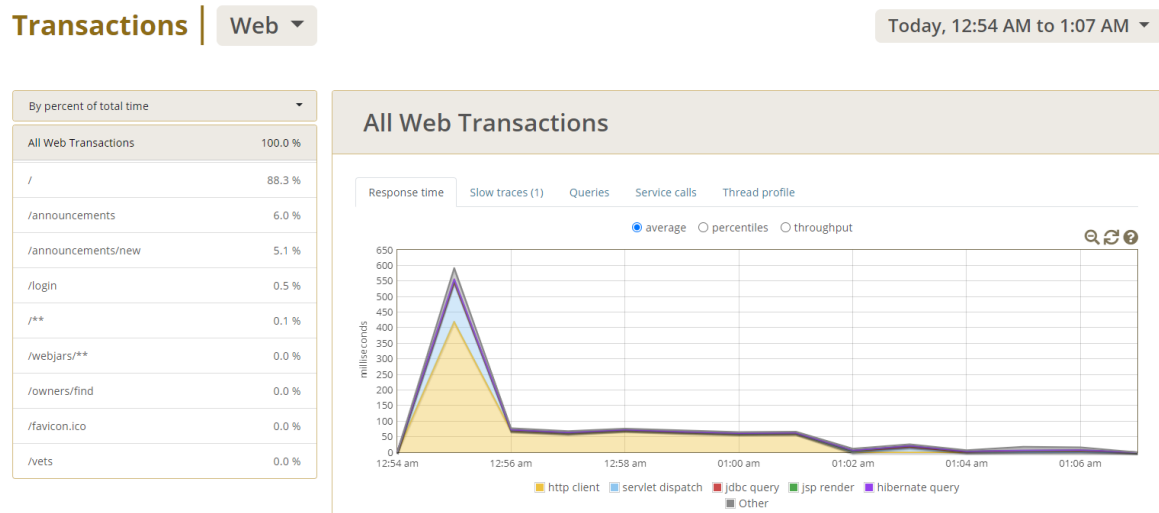 Transactions Web
Today, 12:54 AM to 1:07 AM
By percent of total time
All Web Transactions 100.0 %
/ 88.3 %
/announcements 6.0 %
/announcements/new 5.1 %
/login 0.5 %
/** 0.1 %
/webjars/** 0.0 %
/owners/find 0.0 %
/favicon.ico 0.0 %
/vets 0.0 %
All Web Transactions
Response time Slow traces (1) Queries Service calls Thread profile
average percentiles throughput
milliseconds
650
600
550
500
450
400
350
300
250
200
150
100
50
0
12:54 am 12:56 am 12:58 am 01:00 am 01:02 am 01:04 am 01:06 am
http client servlet dispatch jdbc query jsp render hibernate query
Other